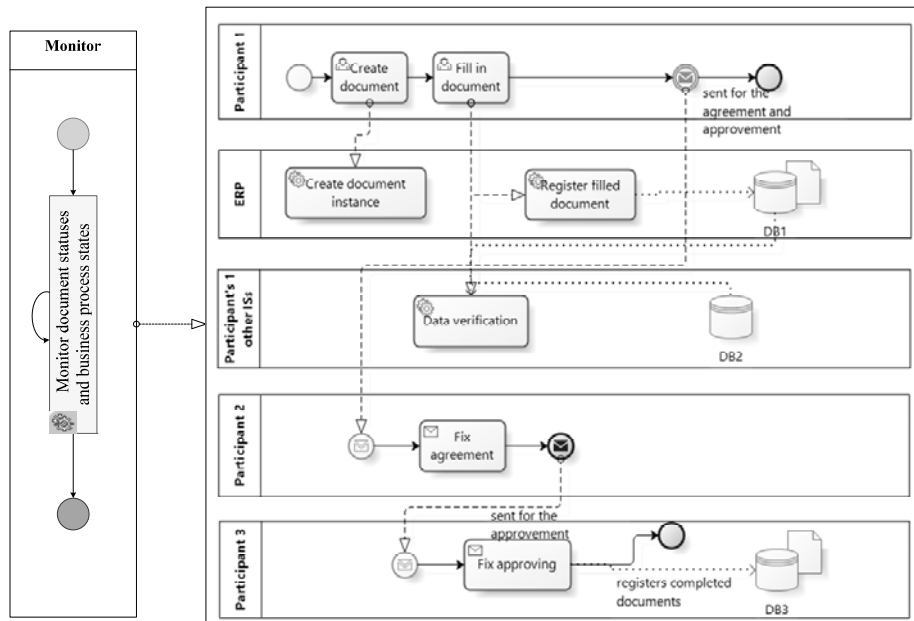 Monitor
Monitor document statuses
and business process states
Participant 1
Create
document
Fill in
document
sent for the
agreement and
approvement
ERP
Create document
instance
Register filled
document
DB1
Participant's 1
other ISs
Data verification
DB2
Participant 2
Fix
agreement
sent for the
approvement
Participant 3
Fix approving
registers completed
documents
DB3